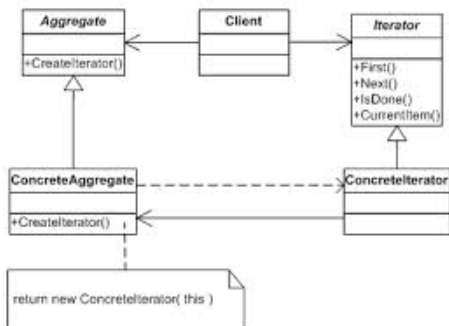 Aggregate
+CreateIterator()
Client
Iterator
+First()
+Next()
+IsDone()
+CurrentItem()
ConcreteAggregate
+CreateIterator()
ConcreteIterator
return new ConcreteIterator( this )